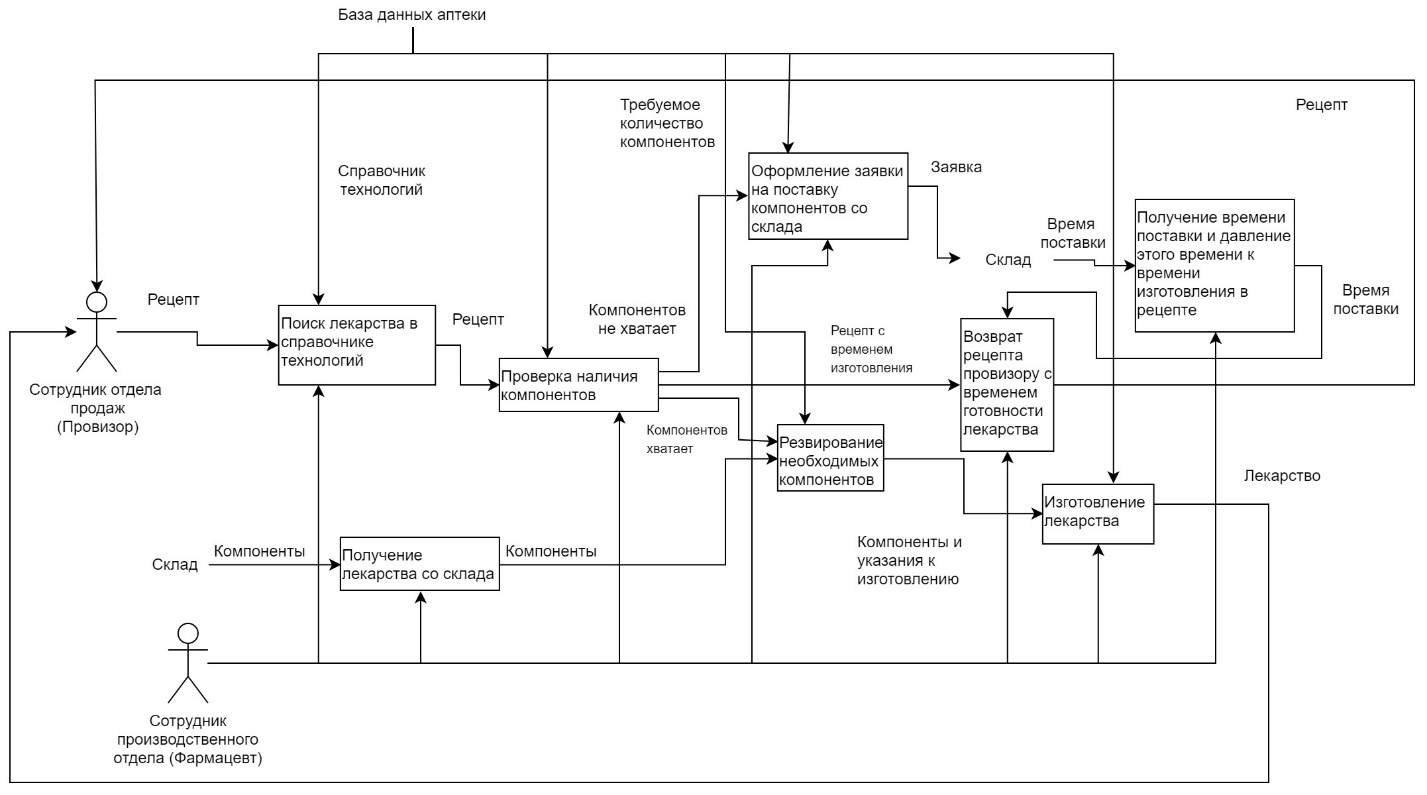 База данных аптеки
Рецепт
Требуемое
количество
компонентов
Справочник
технологий
Оформление заявки
на поставку
компонентов со
склада
Заявка
Получение времени
поставки и давление
этого времени к
времени
изготовления в
рецепте
Время
поставки
Склад
Рецепт
Поиск лекарства в
справочнике
технологий
Рецепт
Компонентов
не хватает
Время
поставки
Рецепт с
временем
изготовления
Возврат
рецепта
провизору с
временем
готовности
лекарства
Проверка наличия
компонентов
Сотрудник отдела
продаж
(Провизор)
Компонентов
хватает
Резвирование
необходимых
компонентов
Лекарство
Изготовление
лекарства
Компоненты и
указания к
изготовлению
Склад
Компоненты
Получение
лекарства со склада
Компоненты
Сотрудник
производственного
отдела (Фармацевт)